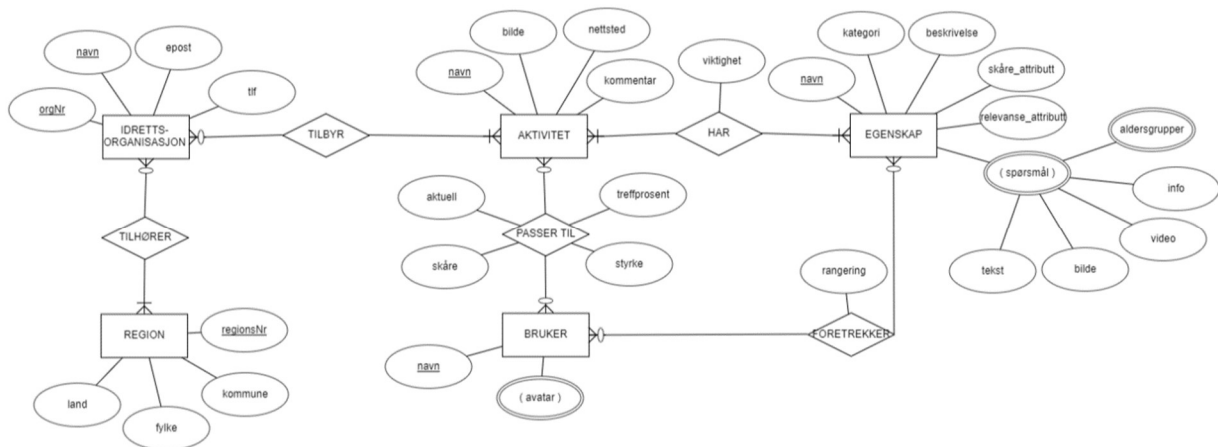 bilde
nettsted
kategori
beskrivelse
navn
epost
navn
kommentar
viktighet
navn
skåre_attributt
orgNr
tlf
relevanse_attributt
aldersgrupper
IDRETTS-
ORGANISASJON
TILBYR
AKTIVITET
HAR
EGENSKAP
( spørsmål )
info
aktuell
treffprosent
TILHØRER
PASSER TIL
video
skåre
styrke
rangering
tekst
bilde
REGION
regionsNr
BRUKER
FORETREKKER
navn
land
fylke
kommune
( avatar )